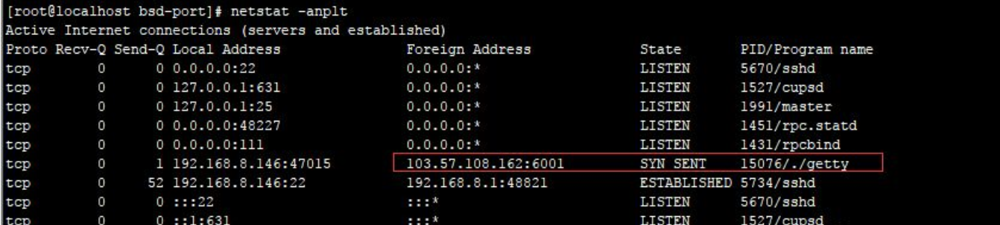 [root@localhost bsd-port]# netstat -anplt
Active Internet connections (servers and established)
Proto Recv-Q Send-Q Local Address Foreign Address State PID/Program name
tcp 0 0 0.0.0.0:22 0.0.0.0:* LISTEN 5670/sshd
tcp 0 0 127.0.0.1:631 0.0.0.0:* LISTEN 1527/cupsd
tcp 0 0 127.0.0.1:25 0.0.0.0:* LISTEN 1991/master
tcp 0 0 0.0.0.0:48227 0.0.0.0:* LISTEN 1451/rpc.statd
tcp 0 0 0.0.0.0:111 0.0.0.0:* LISTEN 1431/rpcbind
tcp 0 1 192.168.8.146:47015 103.57.108.162:6001 SYN_SENT 15076/./getty
tcp 0 52 192.168.8.146:22 192.168.8.1:48821 ESTABLISHED 5734/sshd
tcp 0 0 :::22 :::* LISTEN 5670/sshd
tcp 0 0 ::1:631 :::* LISTEN 1527/cupsd